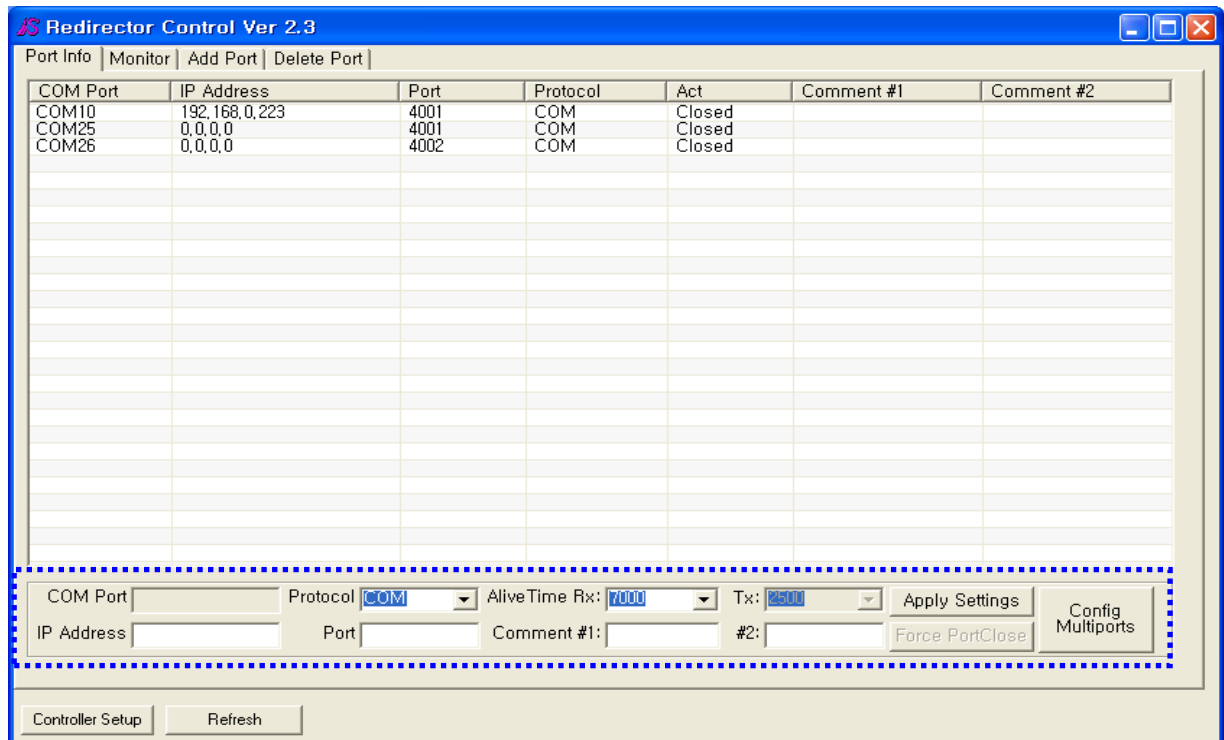 Redirector Control Ver 2.3
Port Info Monitor Add Port Delete Port
COM Port IP Address Port Protocol Act Comment #1 Comment #2
COM10 192,168,0,223 4001 COM Closed
COM25 0,0,0,0 4001 COM Closed
COM26 0,0,0,0 4002 COM Closed
COM Port Protocol COM AliveTime Rx: 7000 Tx: 2500 Apply Settings
Config Multiports
IP Address Port Comment #1: #2: Force PortClose
Controller Setup Refresh